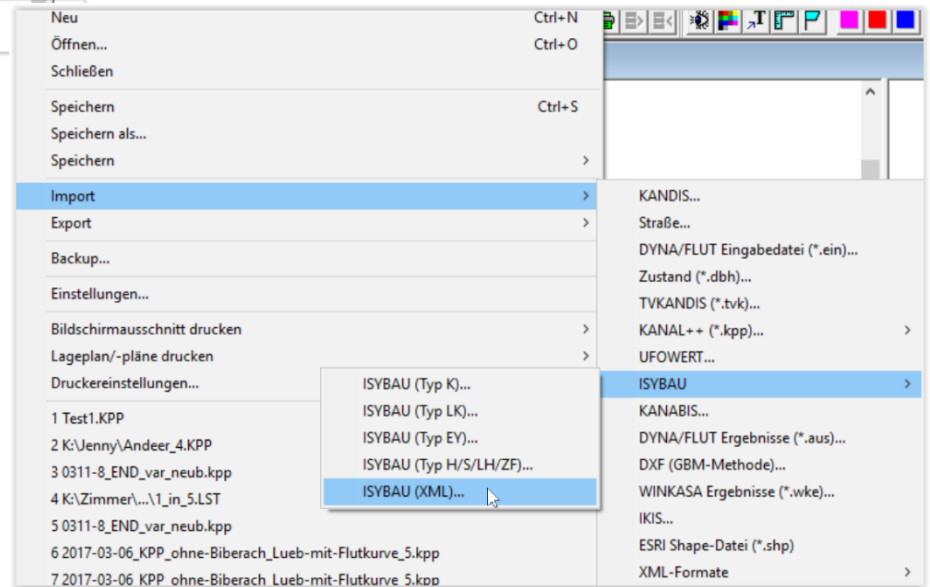 Neu Ctrl+N
Öffnen... Ctrl+O
Schließen
Speichern Ctrl+S
Speichern als...
Speichern
Import
Export
Backup...
Einstellungen...
Bildschirmausschnitt drucken
Lageplan/-pläne drucken
Druckereinstellungen...
1 Test1.KPP
2 K:\Jenny\Andeer_4.KPP
3 0311-8_END_var_neub.kpp
4 K:\Zimmer\...\1_in_5.LST
5 0311-8_END_var_neub.kpp
6 2017-03-06_KPP_ohne-Biberach_Lueb-mit-Flutkurve_5.kpp
7 2017-03-06_KPP_ohne-Biberach_Lueb-mit-Flutkurve_5.kpp
KANDIS...
Straße...
DYNA/FLUT Eingabedatei (*.ein)...
Zustand (*.dbh)...
TVKANDIS (*.tvk)...
KANAL++ (*.kpp)...
UFOWERT...
ISYBAU
KANABIS...
DYNA/FLUT Ergebnisse (*.aus)...
DXF (GBM-Methode)...
WINKASA Ergebnisse (*.wke)...
IKIS...
ESRI Shape-Datei (*.shp)
XML-Formate
ISYBAU (Typ K)...
ISYBAU (Typ LK)...
ISYBAU (Typ EY)...
ISYBAU (Typ H/S/LH/ZF)...
ISYBAU (XML)...